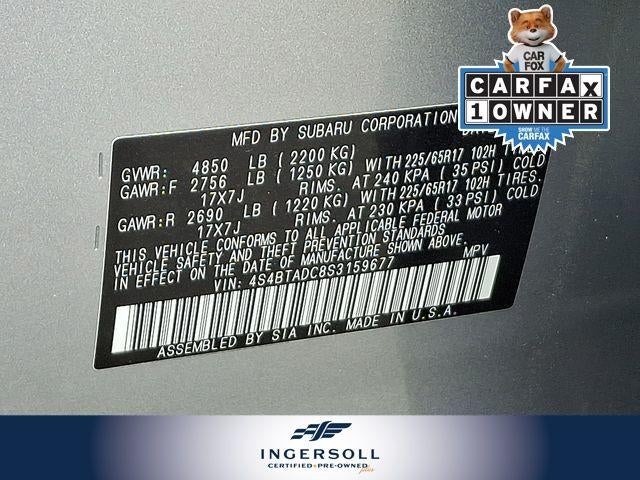 CAR
FOX
CARFAX
1 OWNER
SHOW ME THE
CARFAX
MFD BY SUBARU CORPORATION
GVWR: 4850 LB (2200 KG)
GAWR:F 2756 LB (1250 KG) WITH 225/65R17 102H TIRES.
17X7J RIMS. AT 240 KPA (35 PSI) COLD
GAWR:R 2690 LB (1220 KG) WITH 225/65R17 102H TIRES.
17X7J RIMS. AT 230 KPA (33 PSI) COLD
THIS VEHICLE CONFORMS TO ALL APPLICABLE FEDERAL MOTOR
VEHICLE SAFETY AND THEFT PREVENTION STANDARDS
IN EFFECT ON THE DATE OF MANUFACTURE SHOWN ABOVE.
VIN: 4S4BTADC8S3159677 MPV
ASSEMBLED BY SIA INC. MADE IN U.S.A.
INGERSOLL
CERTIFIED • PRE-OWNED plus